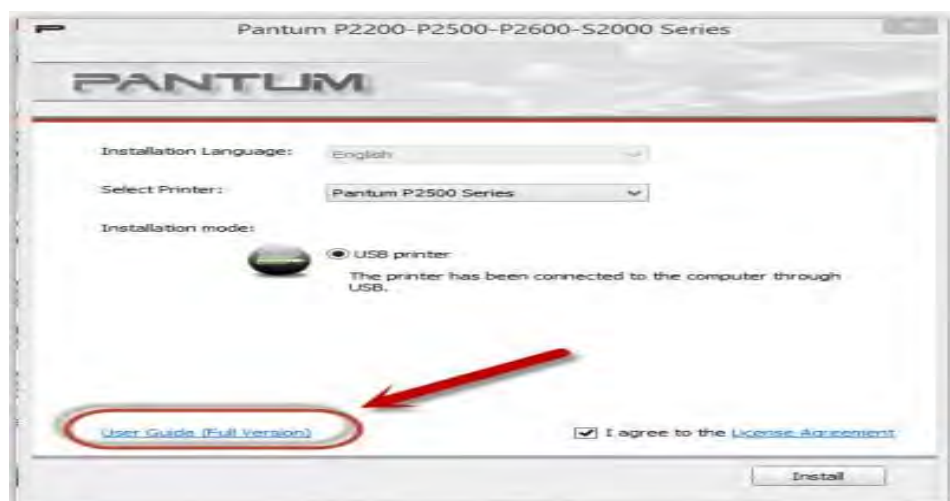 Pantum P2200-P2500-P2600-S2000 Series
PANTUM
Installation Language:
English
Select Printer:
Pantum P2500 Series
Installation mode:
USB printer
The printer has been connected to the computer through
USB.
User Guide (Full Version)
I agree to the License Agreement
Install